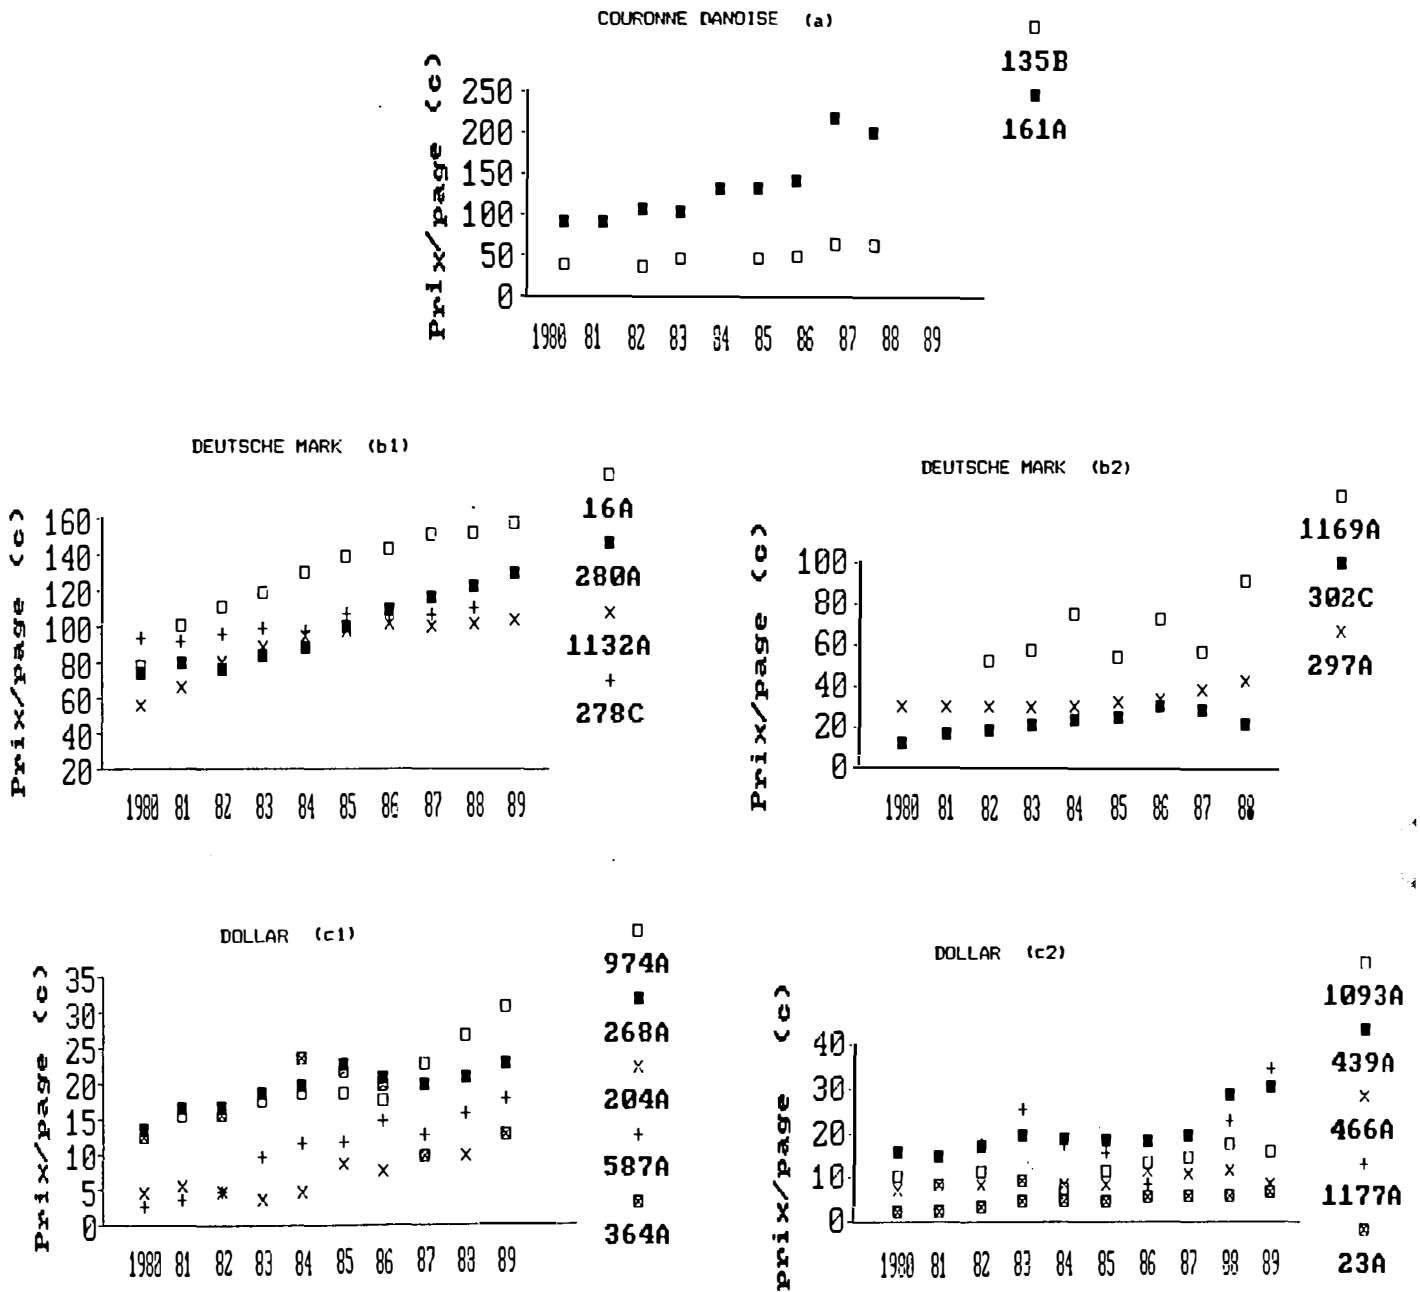 COURONNE DANOISE (a)
135B
161A
Prix/page (c)
250
200
150
100
50
0
1980 81 82 83 84 85 86 87 88 89
DEUTSCHE MARK (b1)
16A
280A
1132A
278C
Prix/page (c)
160
140
120
100
80
60
40
20
1980 81 82 83 84 85 86 87 88 89
DEUTSCHE MARK (b2)
1169A
302C
297A
Prix/page (c)
100
80
60
40
20
0
1980 81 82 83 84 85 86 87 88
DOLLAR (c1)
974A
268A
204A
587A
364A
Prix/page (c)
35
30
25
20
15
10
5
0
1980 81 82 83 84 85 86 87 88 89
DOLLAR (c2)
1093A
439A
466A
1177A
23A
prix/page (c)
40
30
20
10
0
1980 81 82 83 84 85 86 87 88 89